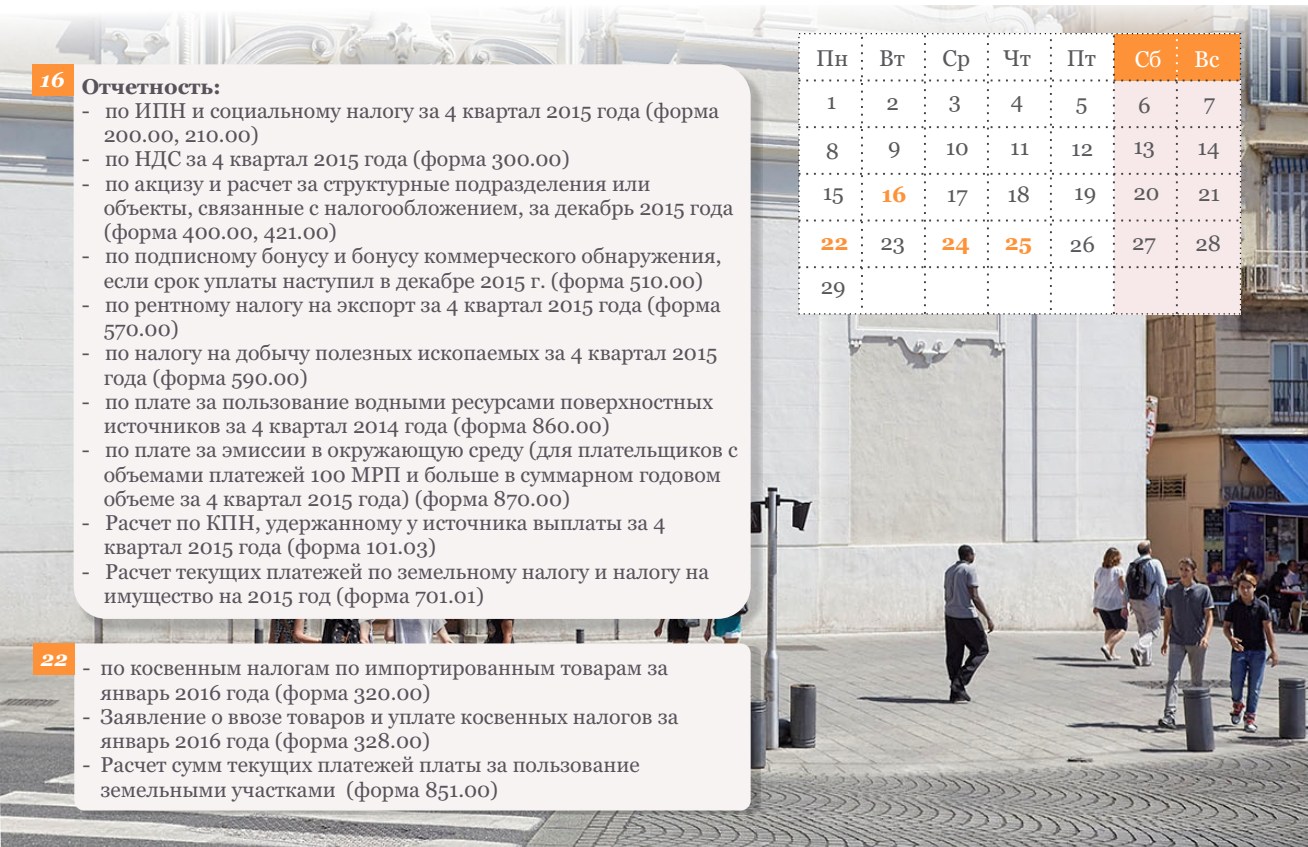 16
Отчетность:
- по ИПН и социальному налогу за 4 квартал 2015 года (форма
200.00, 210.00)
- по НДС за 4 квартал 2015 года (форма 300.00)
- по акцизу и расчет за структурные подразделения или
объекты, связанные с налогообложением, за декабрь 2015 года
(форма 400.00, 421.00)
- по подписному бонусу и бонусу коммерческого обнаружения,
если срок уплаты наступил в декабре 2015 г. (форма 510.00)
- по рентному налогу на экспорт за 4 квартал 2015 года (форма
570.00)
- по налогу на добычу полезных ископаемых за 4 квартал 2015
года (форма 590.00)
- по плате за пользование водными ресурсами поверхностных
источников за 4 квартал 2014 года (форма 860.00)
- по плате за эмиссии в окружающую среду (для плательщиков с
объемами платежей 100 МРП и больше в суммарном годовом
объеме за 4 квартал 2015 года) (форма 870.00)
- Расчет по КПН, удержанному у источника выплаты за 4
квартал 2015 года (форма 101.03)
- Расчет текущих платежей по земельному налогу и налогу на
имущество на 2015 год (форма 701.01)
22
- по косвенным налогам по импортированным товарам за
январь 2016 года (форма 320.00)
- Заявление о ввозе товаров и уплате косвенных налогов за
январь 2016 года (форма 328.00)
- Расчет сумм текущих платежей платы за пользование
земельными участками (форма 851.00)
Пн Вт Ср Чт Пт Сб Вс
1 2 3 4 5 6 7
8 9 10 11 12 13 14
15 16 17 18 19 20 21
22 23 24 25 26 27 28
29